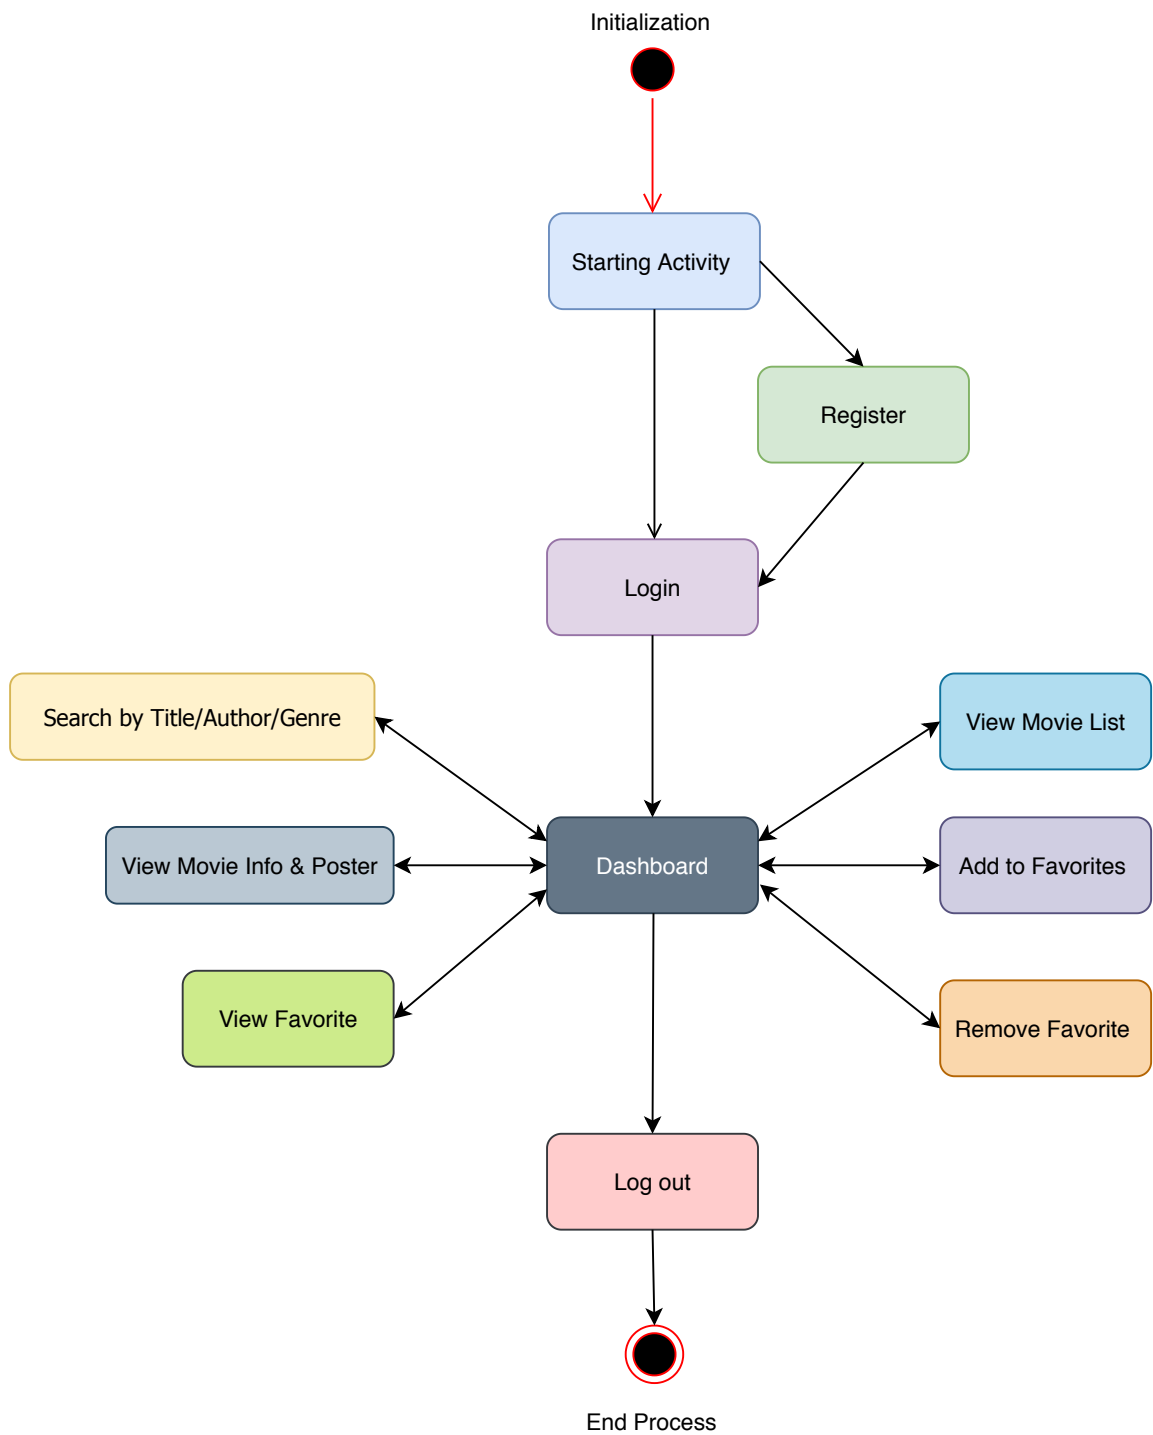 Initialization
Starting Activity
Register
Login
Search by Title/Author/Genre
View Movie List
View Movie Info & Poster
Dashboard
Add to Favorites
View Favorite
Remove Favorite
Log out
End Process